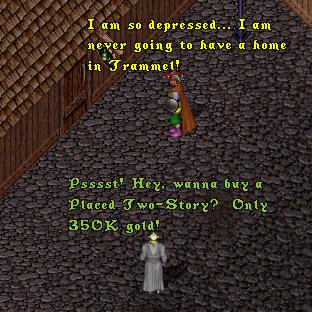 I am so depressed... I am
never going to have a home
in Trammel!
Psssst! Hey, wanna buy a
Placed Two-Story? Only
350K gold!